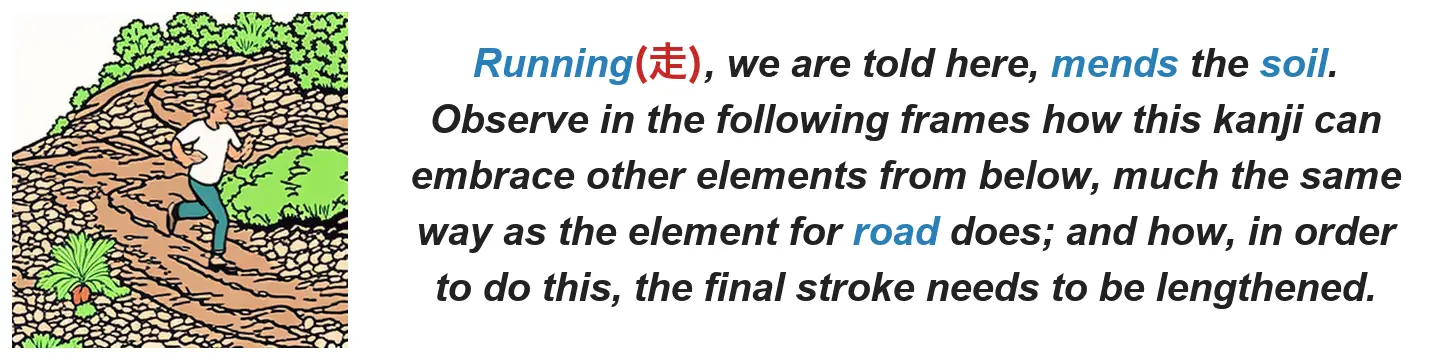 Running(走), we are told here, mends the soil.
Observe in the following frames how this kanji can
embrace other elements from below, much the same
way as the element for road does; and how, in order
to do this, the final stroke needs to be lengthened.